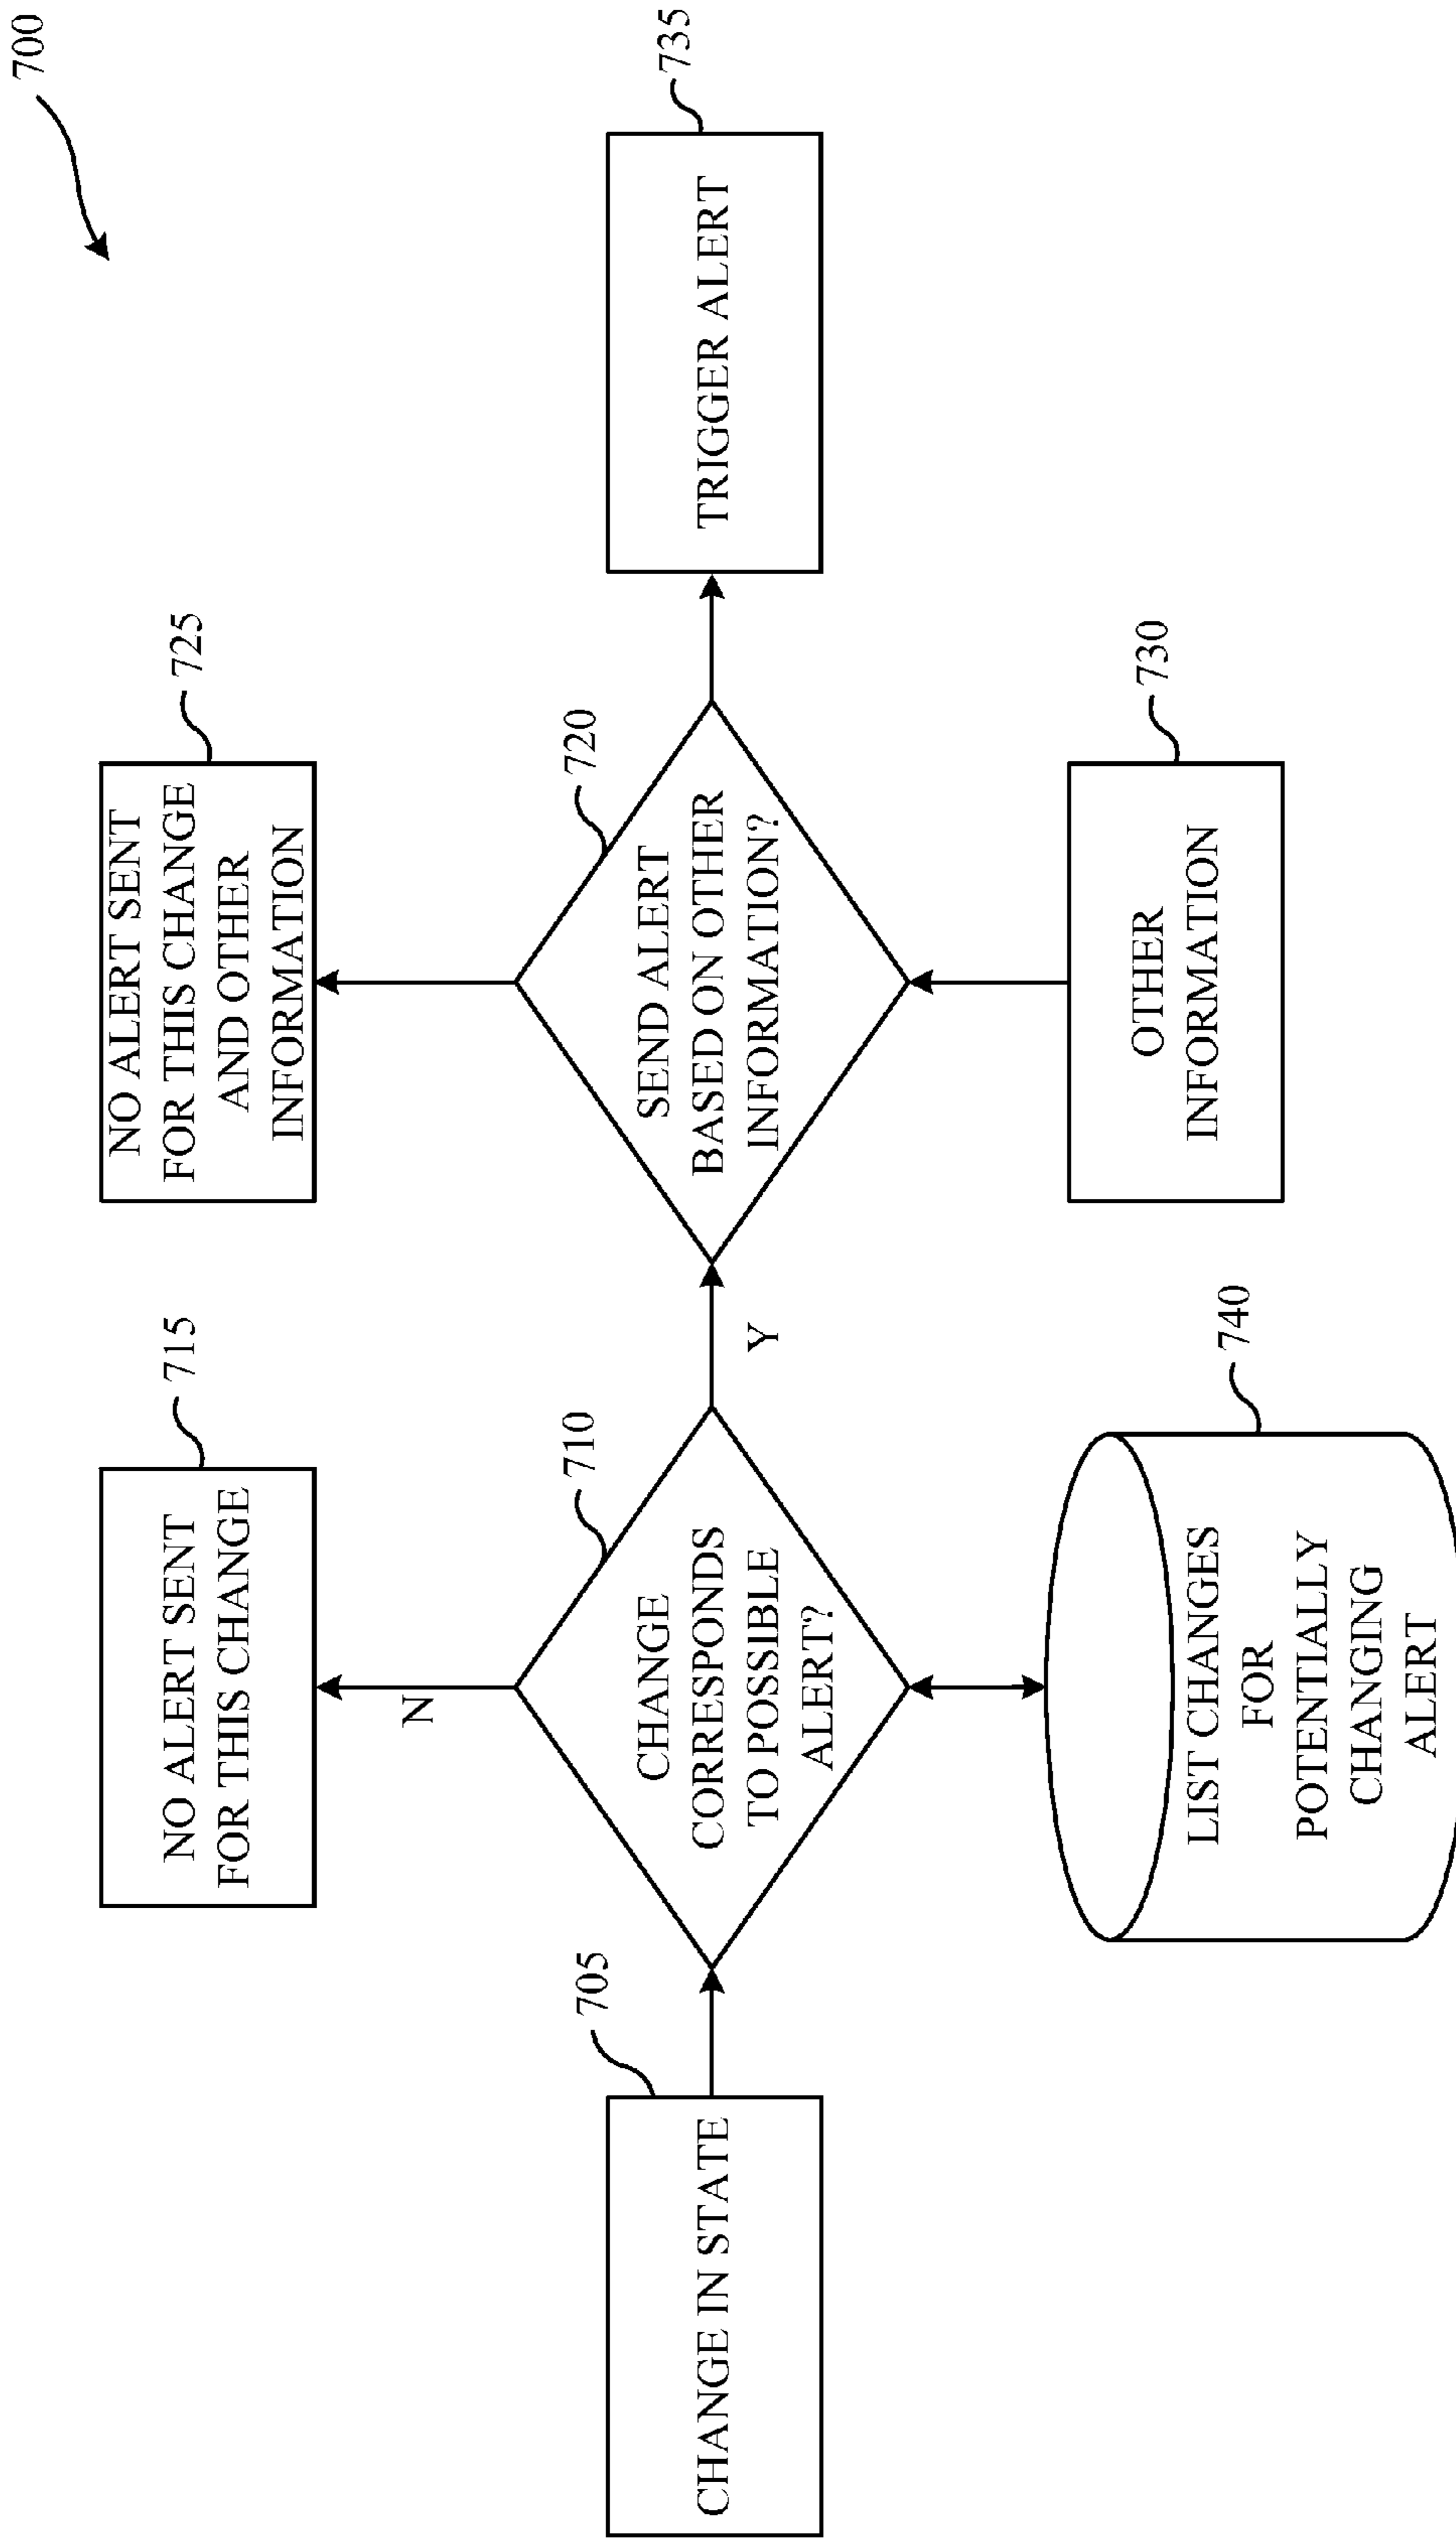 700
NO ALERT SENT
FOR THIS CHANGE
715
NO ALERT SENT
FOR THIS CHANGE
AND OTHER
INFORMATION
725
N
CHANGE IN STATE
705
CHANGE
CORRESPONDS
TO POSSIBLE
ALERT?
710
Y
SEND ALERT
BASED ON OTHER
INFORMATION?
720
TRIGGER ALERT
735
LIST CHANGES
FOR
POTENTIALLY
CHANGING
ALERT
740
OTHER
INFORMATION
730